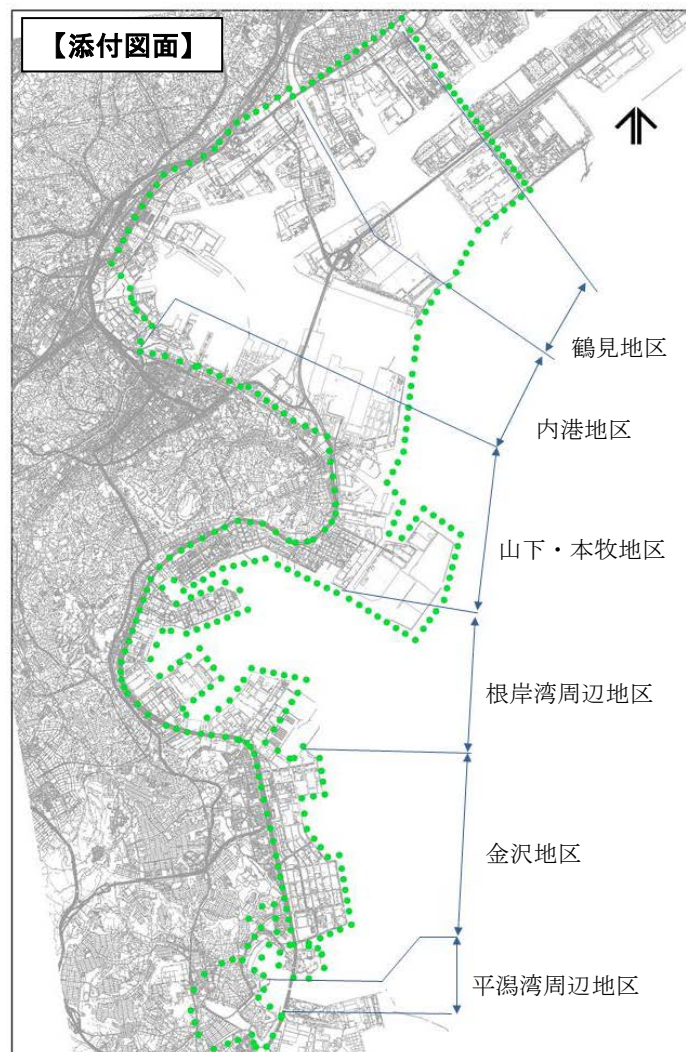 【添付図面】
鶴見地区
内港地区
山下・本牧地区
根岸湾周辺地区
金沢地区
平潟湾周辺地区